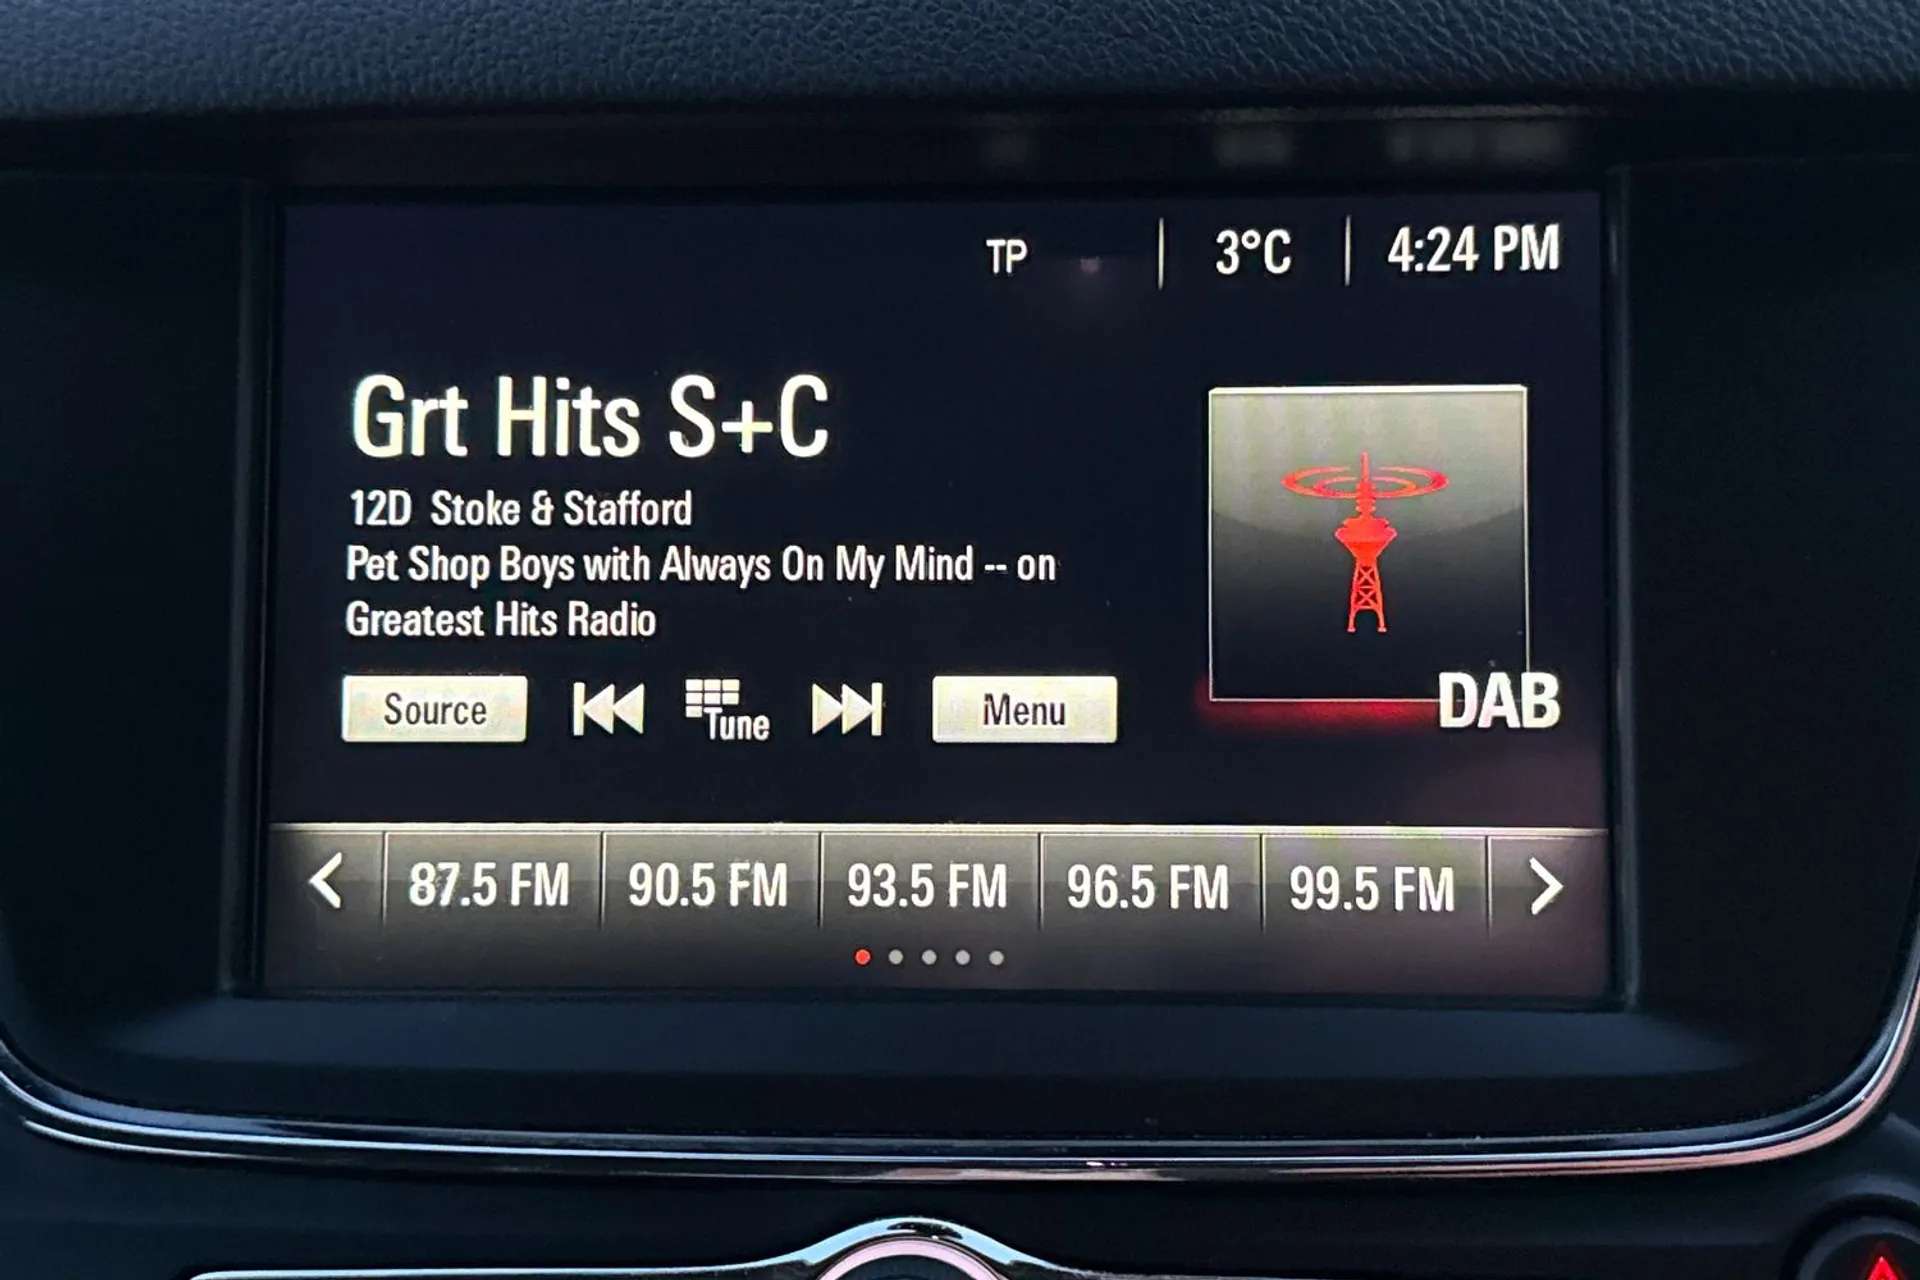 TP 3°C 4:24 PM
Grt Hits S+C
12D Stoke & Stafford
Pet Shop Boys with Always On My Mind -- on
Greatest Hits Radio
Source Tune Menu
DAB
87.5 FM 90.5 FM 93.5 FM 96.5 FM 99.5 FM